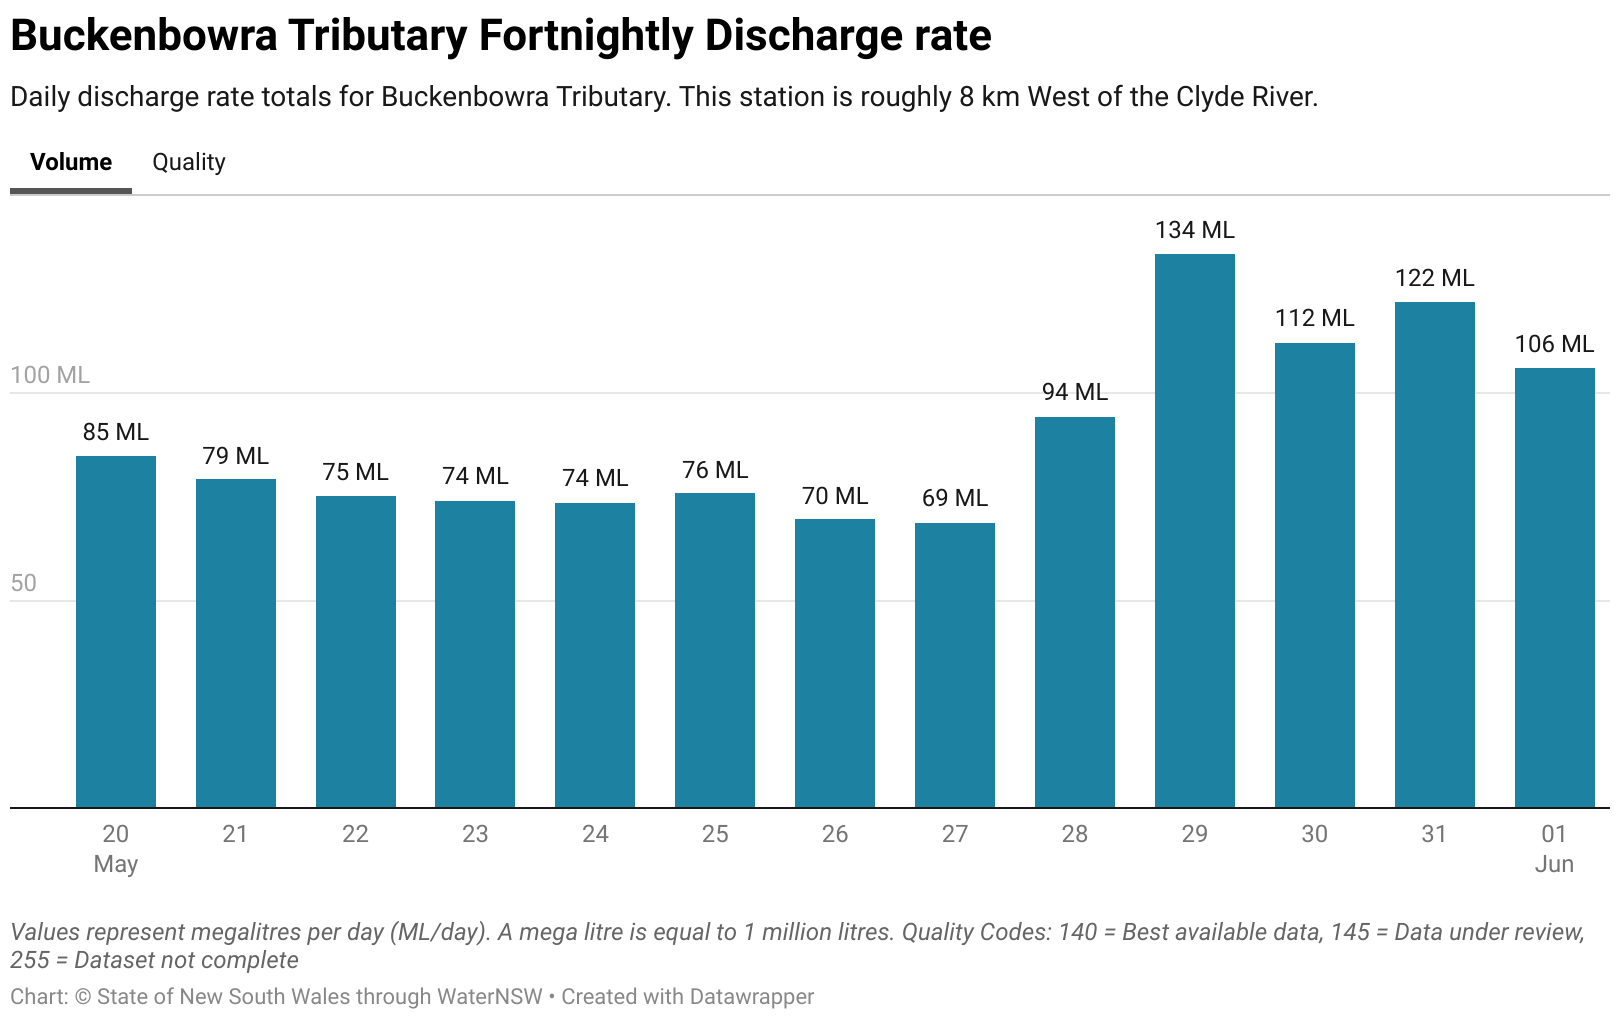 Buckenbowra Tributary Fortnightly Discharge rate
Daily discharge rate totals for Buckenbowra Tributary. This station is roughly 8 km West of the Clyde River.
Volume Quality
134 ML
122 ML
112 ML
106 ML
100 ML
94 ML
85 ML
79 ML
75 ML
74 ML
74 ML
76 ML
70 ML
69 ML
50
20 21 22 23 24 25 26 27 28 29 30 31 01
May Jun
Values represent megalitres per day (ML/day). A mega litre is equal to 1 million litres. Quality Codes: 140 = Best available data, 145 = Data under review,
255 = Dataset not complete
Chart: © State of New South Wales through WaterNSW • Created with Datawrapper